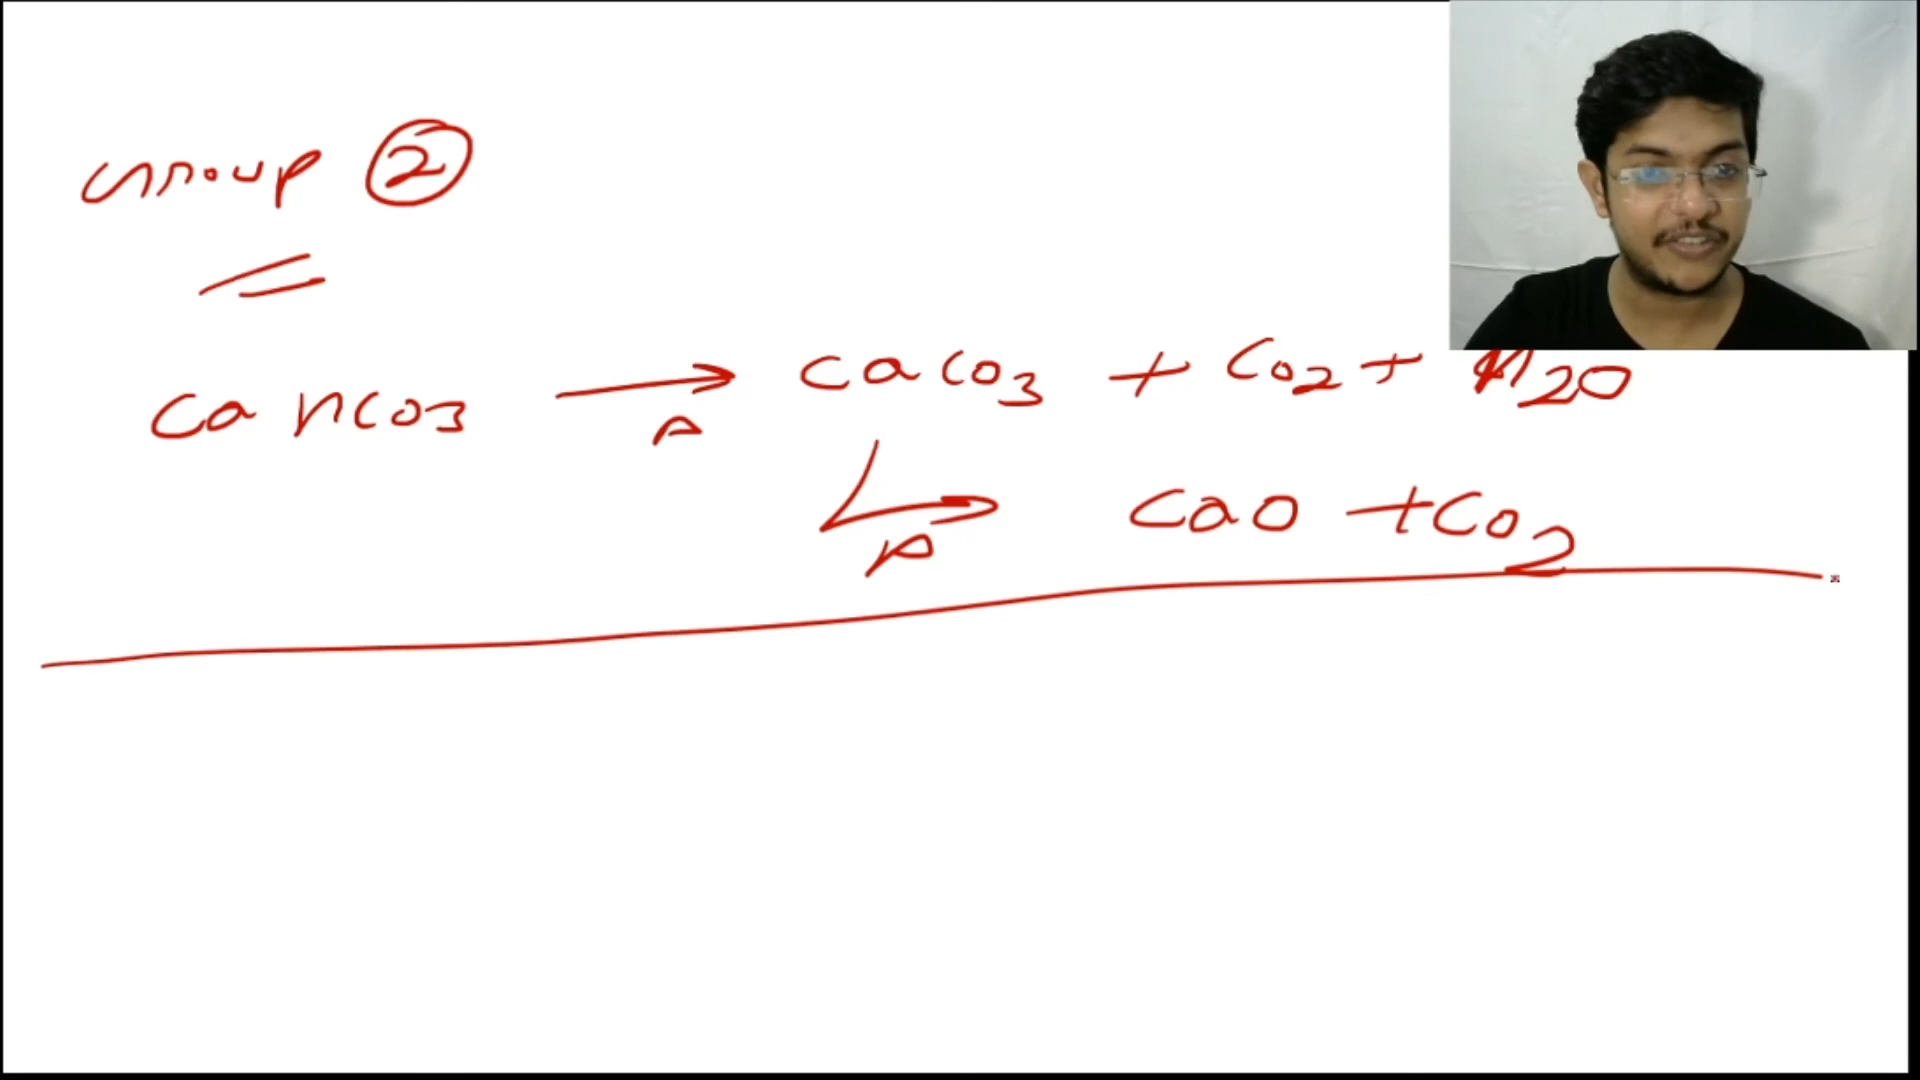 Group 2
Ca HCO3 → Δ CaCO3 + CO2 + H2O
→ Δ CaO + CO2